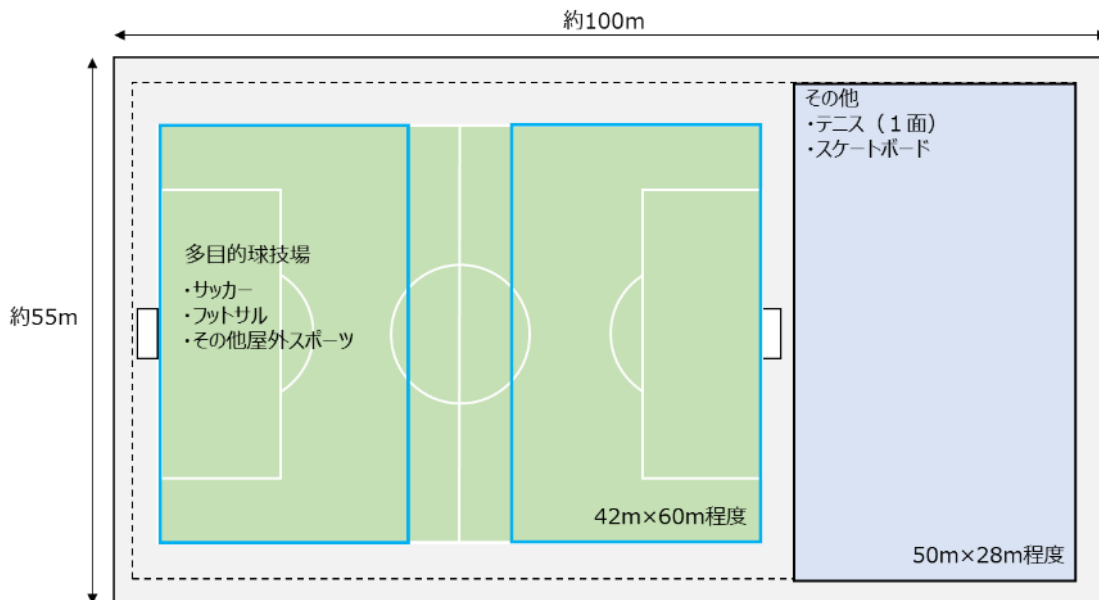 約100m
その他
・テニス（１面）
・スケートボード
多目的球技場
・サッカー
・フットサル
・その他屋外スポーツ
約55m
42m×60m程度
50m×28m程度